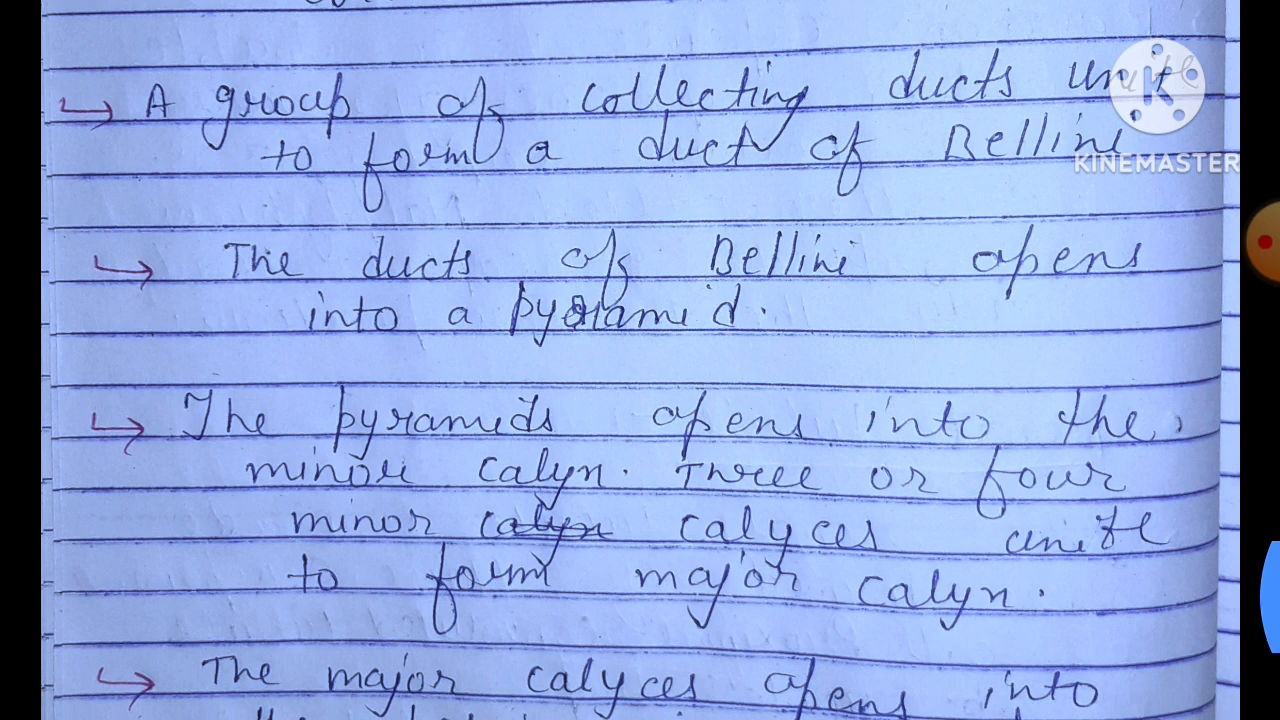 ↳ A group of collecting ducts unite
KINEMASTER
to form a duct of Bellini
↳ The ducts of Bellini opens
into a pyramid.
↳ The pyramids opens into the
minor calyx. Three or four
minor calyx calyces unite
to form major calyx.
↳ The major calyces opens into